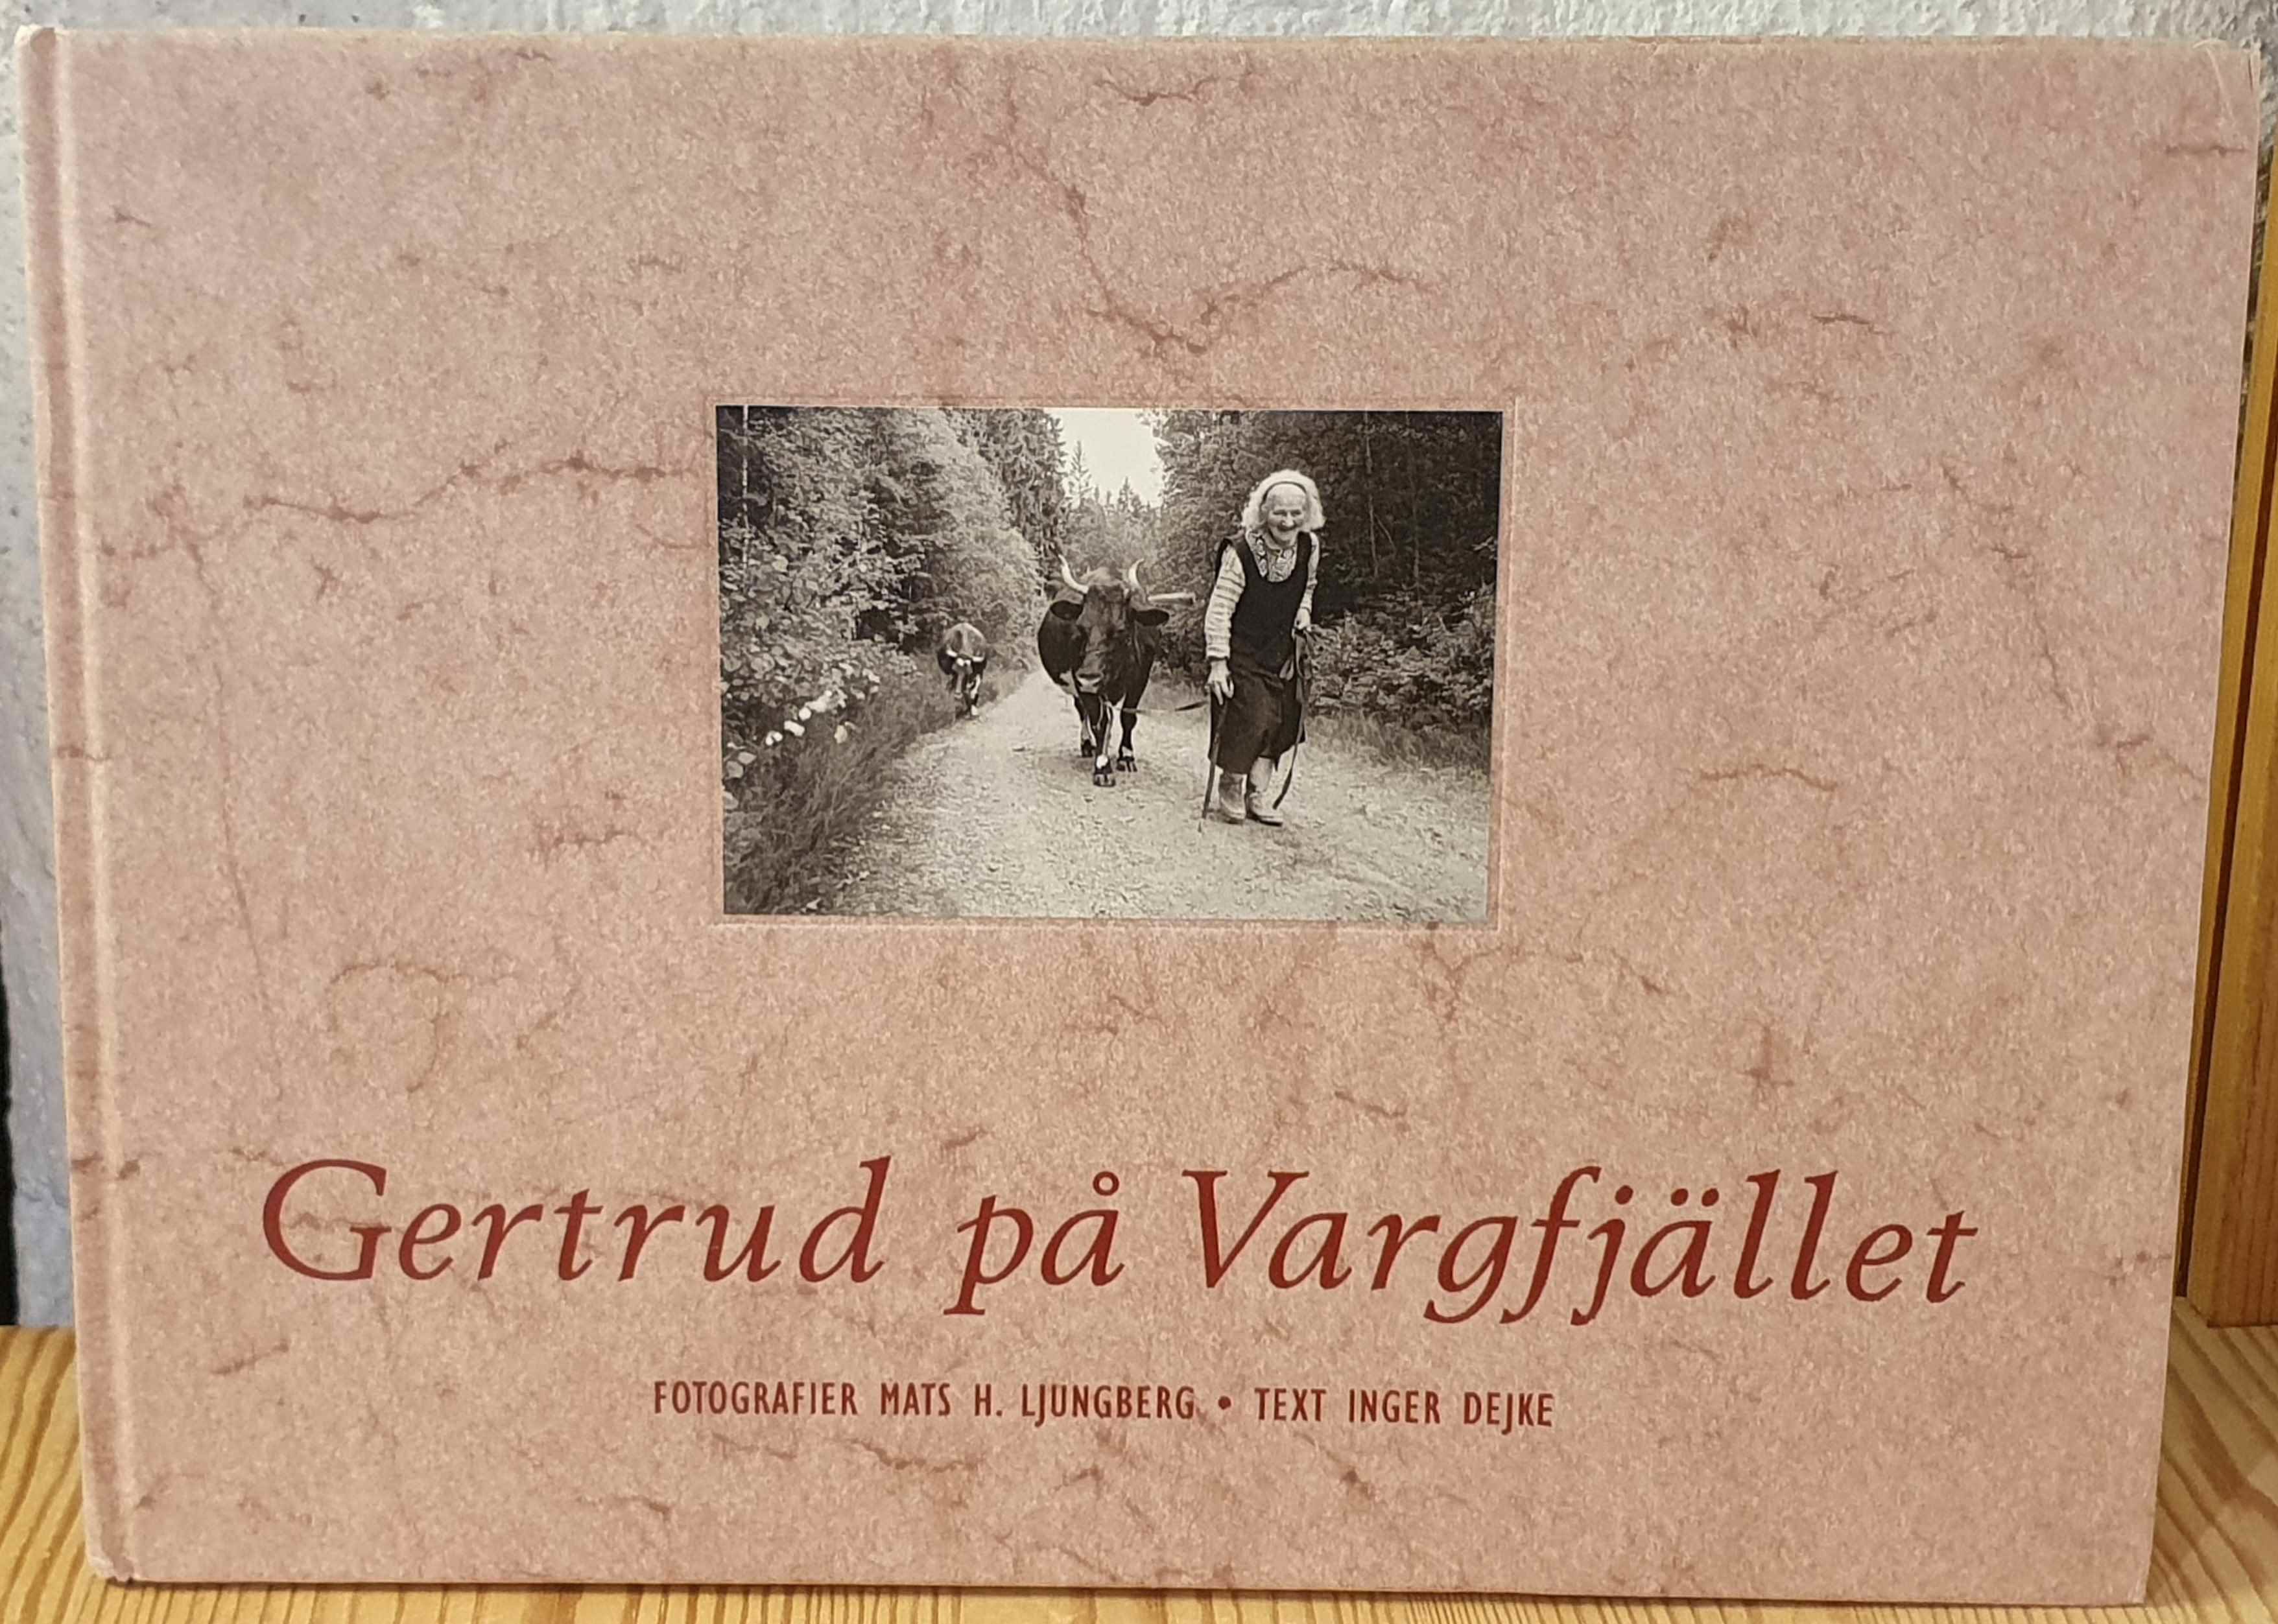 Gertrud på Vargfjället
FOTOGRAFIER MATS H. LJUNGBERG • TEXT INGER DEJKE